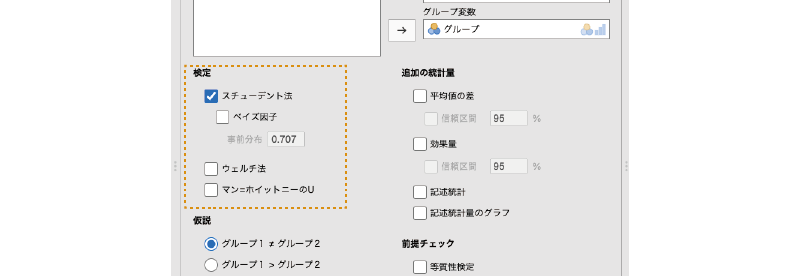 グループ変数
→ グループ
検定
スチューデント法
ベイズ因子
事前分布 0.707
ウェルチ法
マン=ホイットニーのU
仮説
グループ 1 ≠ グループ 2
グループ 1 > グループ 2
追加の統計量
平均値の差
信頼区間 95 %
効果量
信頼区間 95 %
記述統計
記述統計量のグラフ
前提チェック
等質性検定